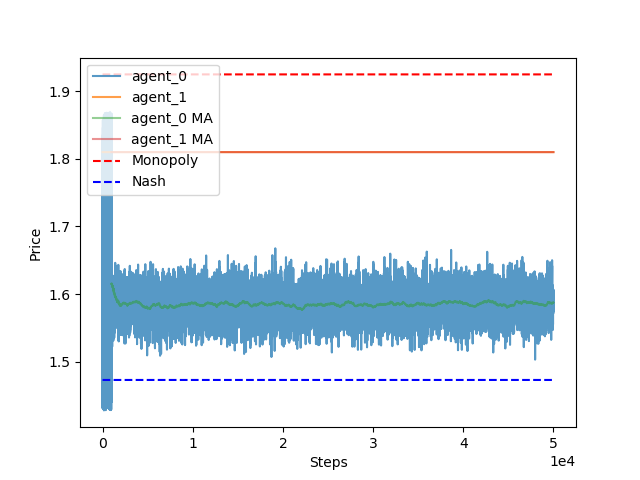 agent_0
agent_1
agent_0 MA
agent_1 MA
Monopoly
Nash
Price
1.9
1.8
1.7
1.6
1.5
0 1 2 3 4 5
1e4
Steps